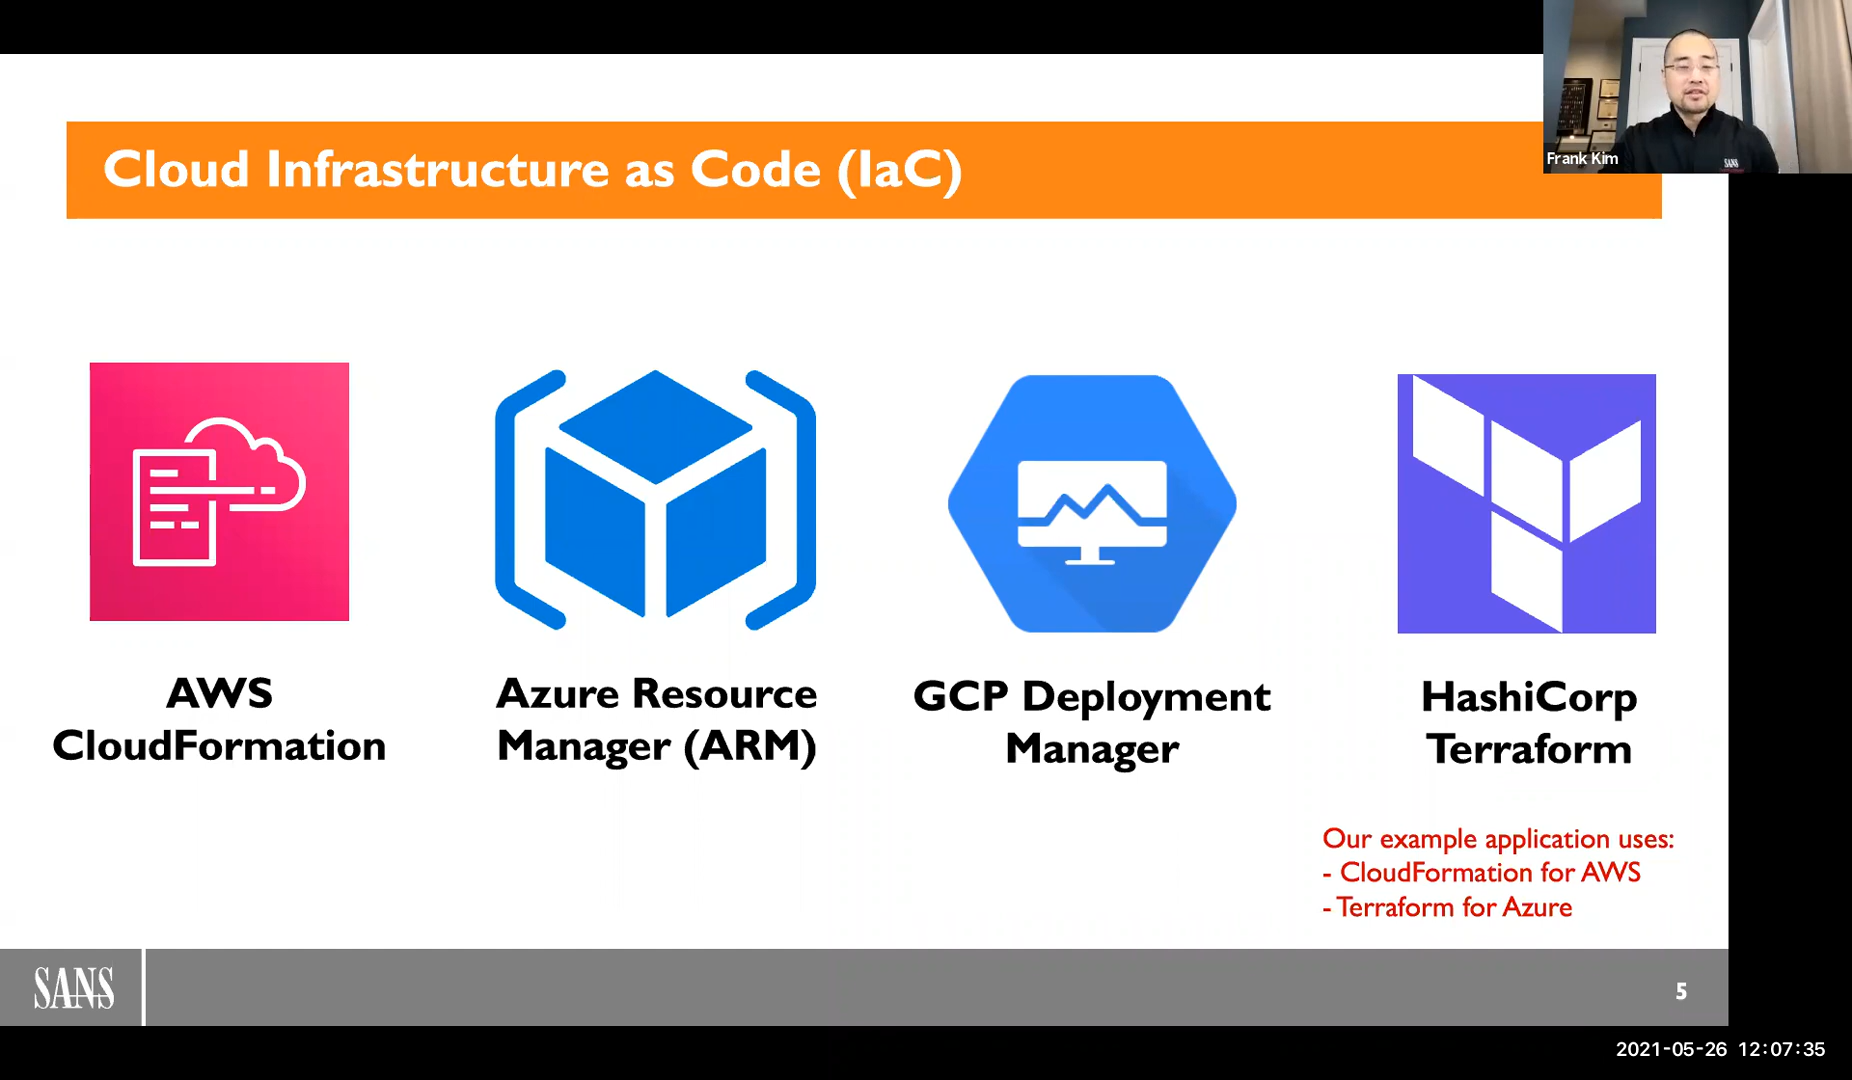 Cloud Infrastructure as Code (IaC)
Frank Kim
SANS
AWS
CloudFormation
Azure Resource
Manager (ARM)
GCP Deployment
Manager
HashiCorp
Terraform
Our example application uses:
- CloudFormation for AWS
- Terraform for Azure
SANS
5
2021-05-26 12:07:35